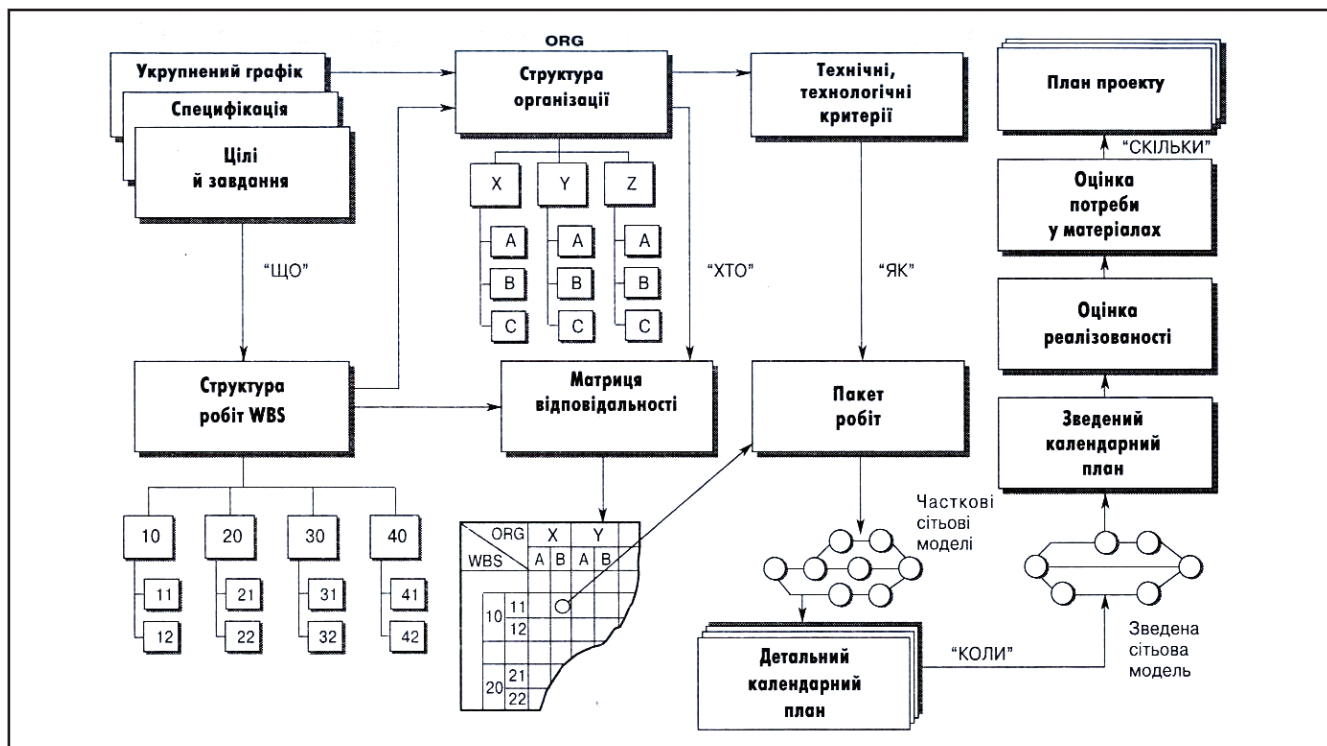 ORG
Укрупнений графік
Специфікація
Цілі
й завдання
Структура
організації
Технічні,
технологічні
критерії
План проекту
"СКІЛЬКИ"
X Y Z
A A A
B B B
C C C
"ЩО"
"ХТО"
"ЯК"
Оцінка
потреби
у матеріалах
Оцінка
реалізованості
Структура
робіт WBS
Матриця
відповідальності
Пакет
робіт
Зведений
календарний
план
10 20 30 40
11 21 31 41
12 22 32 42
ORG X Y
WBS A B A B
10 11
12
20 21
22
Часткові
сітьові
моделі
Детальний
календарний
план
"КОЛИ"
Зведена
сітьова
модель